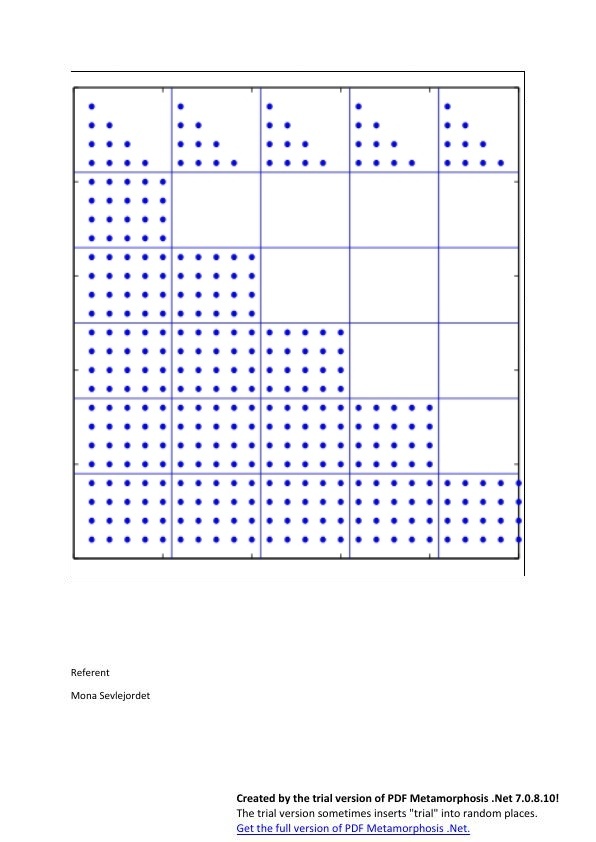 Referent
Mona Sevlejordet
Created by the trial version of PDF Metamorphosis .Net 7.0.8.10!
The trial version sometimes inserts "trial" into random places.
Get the full version of PDF Metamorphosis .Net.